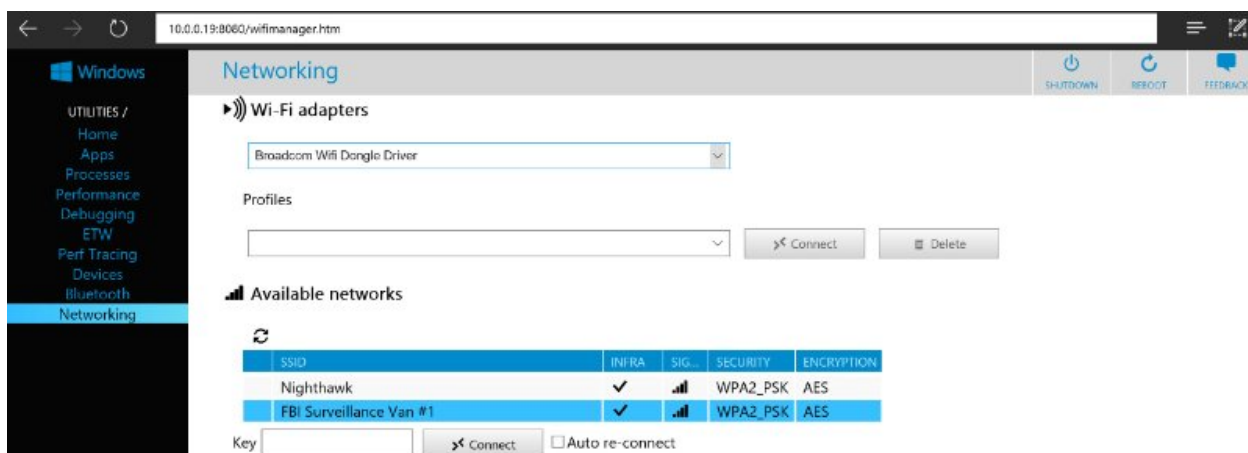 10.0.0.19:8080/wifimanager.htm
Windows
Networking
SHUTDOWN
REBOOT
FEEDBACK
UTILITIES /
Home
Apps
Processes
Performance
Debugging
ETW
Perf Tracing
Devices
Bluetooth
Networking
Wi-Fi adapters
Broadcom Wifi Dongle Driver
Profiles
Connect
Delete
Available networks
SSID INFRA SIG... SECURITY ENCRYPTION
Nighthawk WPA2_PSK AES
FBI Surveillance Van #1 WPA2_PSK AES
Key Connect Auto re-connect